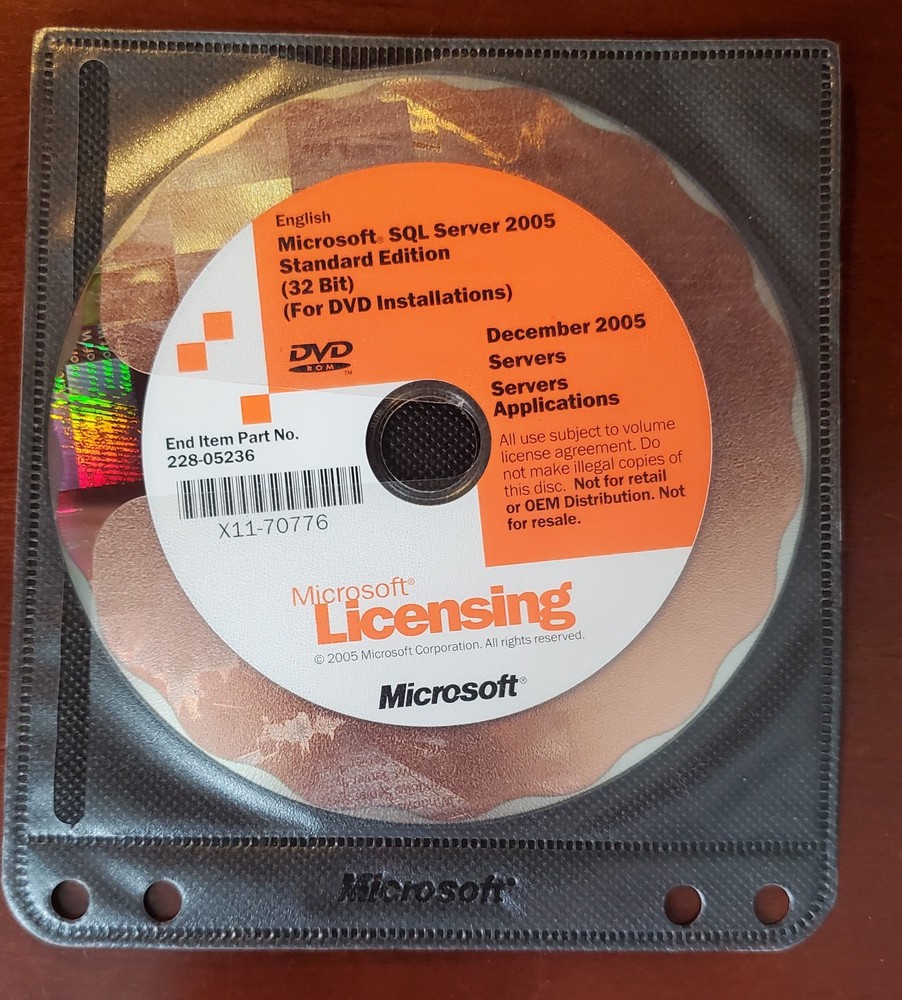 English
Microsoft® SQL Server 2005
Standard Edition
(32 Bit)
(For DVD Installations)
DVD
ROM
TM
December 2005
Servers
Servers
Applications
All use subject to volume
license agreement. Do
not make illegal copies of
this disc. Not for retail
or OEM Distribution. Not
for resale.
End Item Part No.
228-05236
X11-70776
Microsoft®
Licensing
© 2005 Microsoft Corporation. All rights reserved.
Microsoft®
Microsoft®